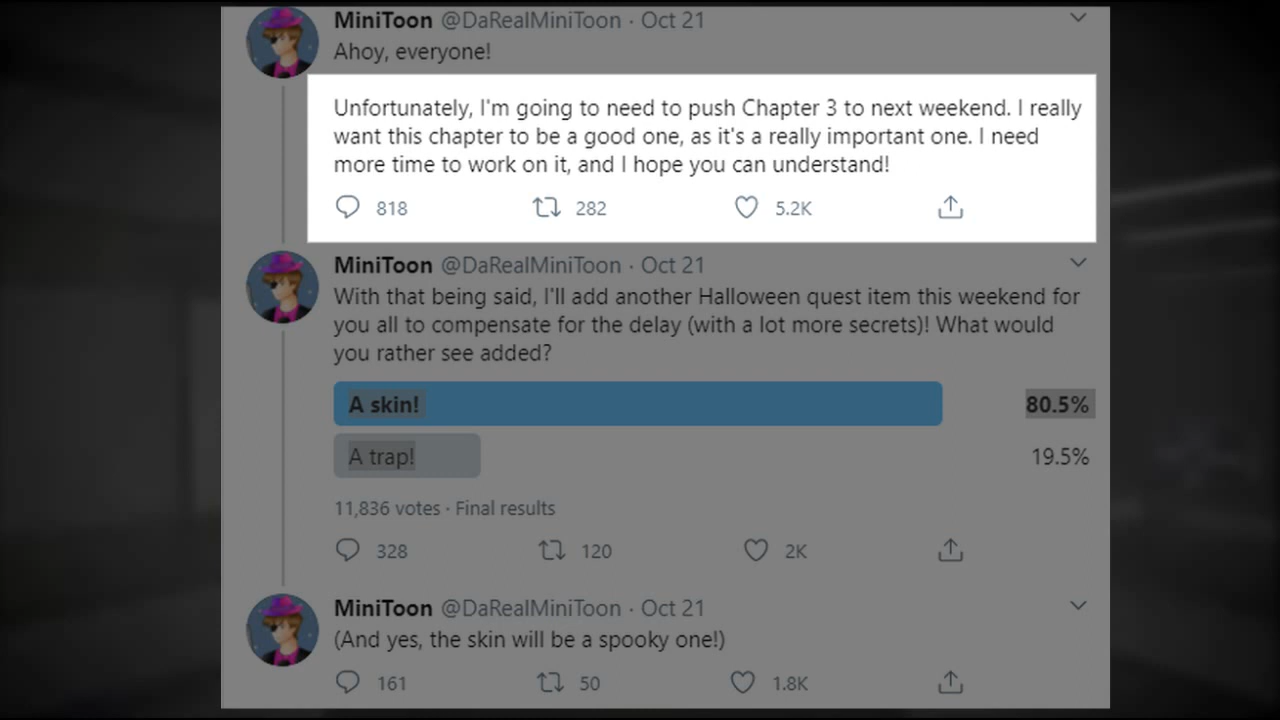 MiniToon @DaRealMiniToon · Oct 21
Ahoy, everyone!
Unfortunately, I'm going to need to push Chapter 3 to next weekend. I really
want this chapter to be a good one, as it's a really important one. I need
more time to work on it, and I hope you can understand!
818 282 5.2K
MiniToon @DaRealMiniToon · Oct 21
With that being said, I'll add another Halloween quest item this weekend for
you all to compensate for the delay (with a lot more secrets)! What would
you rather see added?
A skin! 80.5%
A trap! 19.5%
11,836 votes · Final results
328 120 2K
MiniToon @DaRealMiniToon · Oct 21
(And yes, the skin will be a spooky one!)
161 50 1.8K